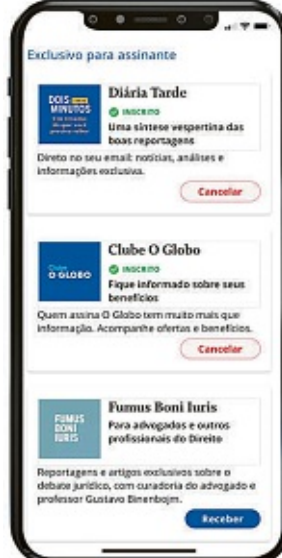 Exclusivo para assinante
DOIS
MINUTOS
Diária Tarde
INSCRITO
Uma síntese vespertina das
boas reportagens
Direto no seu email: notícias, análises e
informações exclusiva.
Cancelar
Clube
O GLOBO
Clube O Globo
INSCRITO
Fique informado sobre seus
benefícios
Quem assina O Globo tem muito mais que
informação. Acompanhe ofertas e benefícios.
Cancelar
FUMUS
BONI
IURIS
Fumus Boni Iuris
Para advogados e outros
profissionais do Direito
Reportagens e artigos exclusivos sobre o
debate jurídico, com curadoria do advogado e
professor Gustavo Binenbojm.
Receber